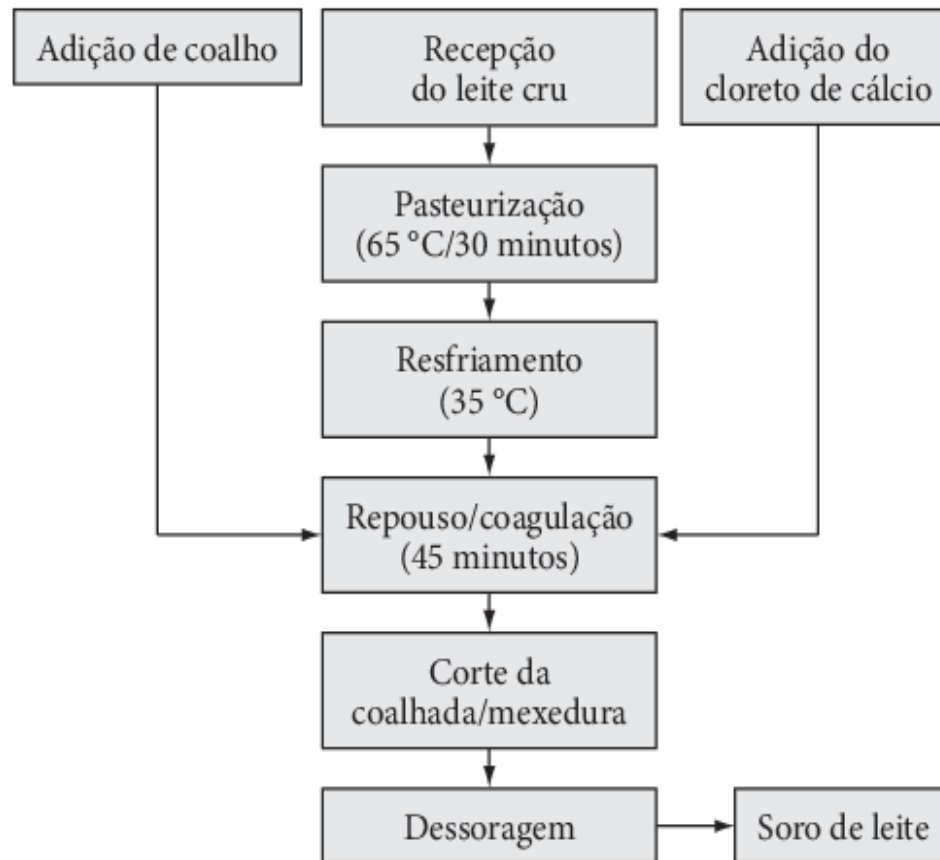 Adição de coalho
Recepção
do leite cru
Adição do
cloreto de cálcio
Pasteurização
(65 °C/30 minutos)
Resfriamento
(35 °C)
Repouso/coagulação
(45 minutos)
Corte da
coalhada/mexedura
Dessoragem
Soro de leite